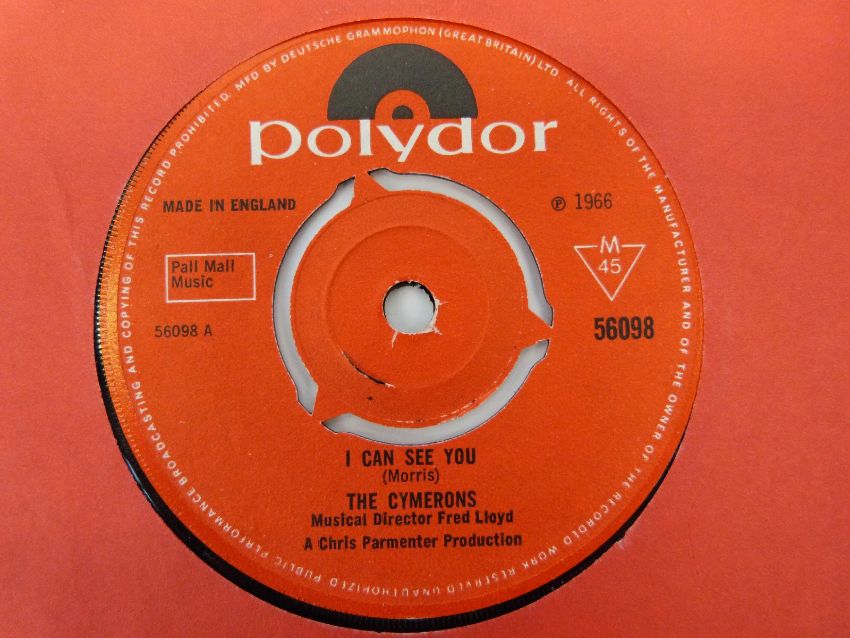 MFD BY DEUTSCHE GRAMMOPHON (GREAT BRITAIN) LTD. ALL RIGHTS OF THE MANUFACTURER AND OF THE OWNER OF THE RECORDED WORK RESERVED UNAUTHORIZED PUBLIC PERFORMANCE BROADCASTING AND COPYING OF THIS RECORD PROHIBITED.
polydor
MADE IN ENGLAND
℗ 1966
Pall Mall
Music
M
45
56098 A
56098
I CAN SEE YOU
(Morris)
THE CYMERONS
Musical Director Fred Lloyd
A Chris Parmenter Production